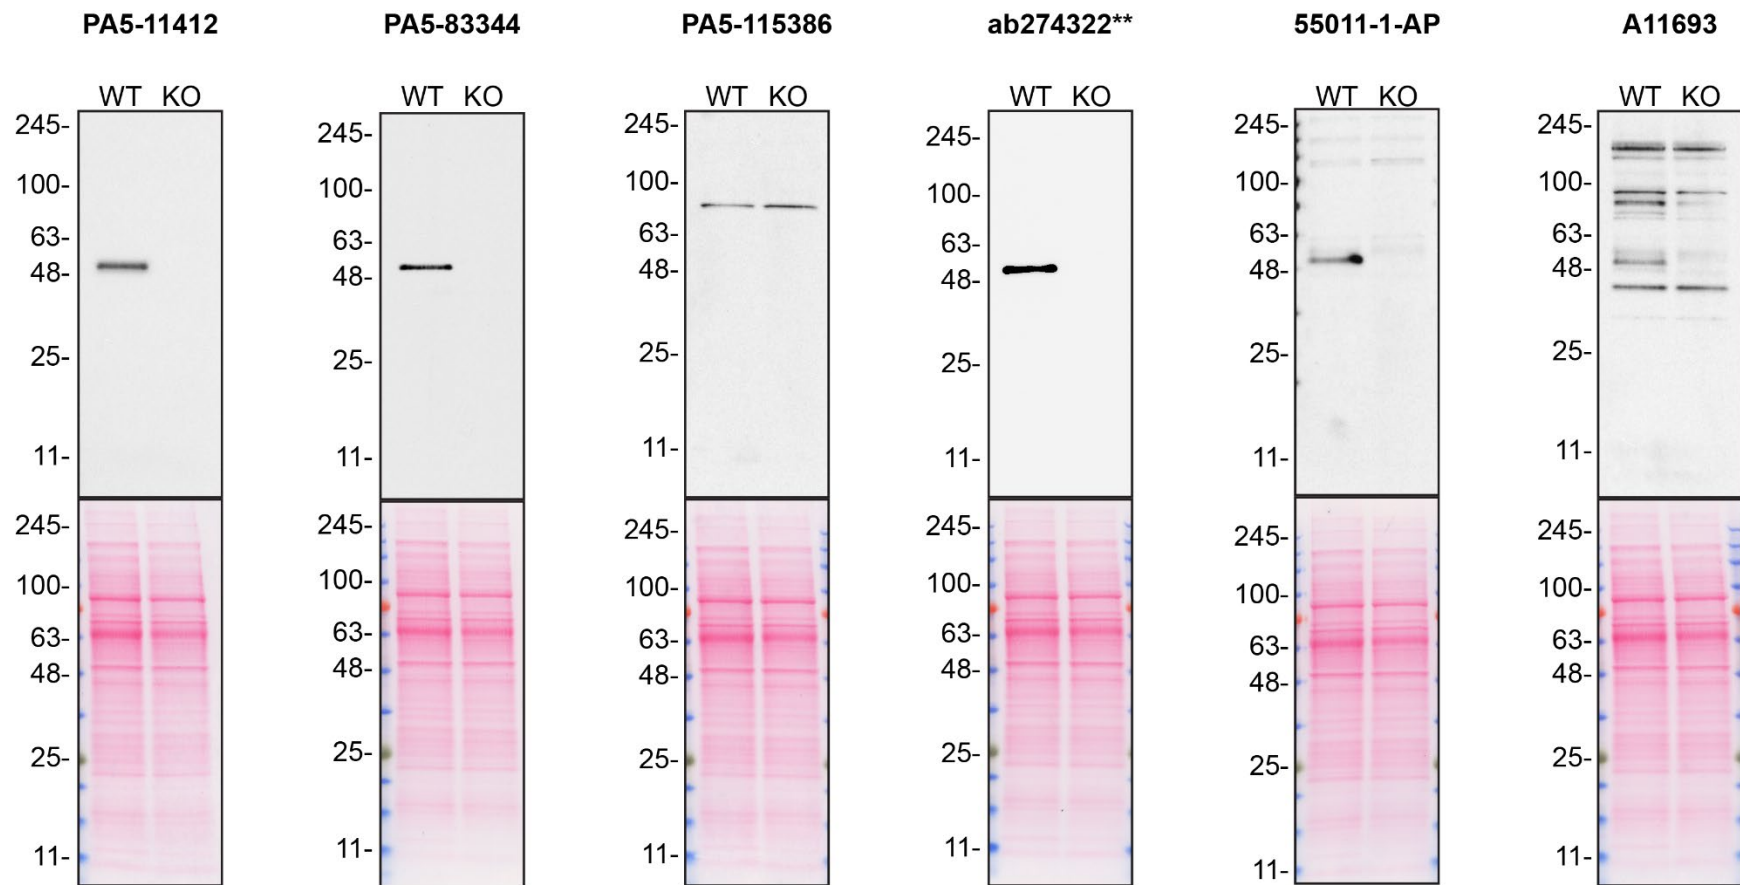 PA5-11412 PA5-83344 PA5-115386 ab274322** 55011-1-AP A11693
WT KO WT KO WT KO WT KO WT KO WT KO
245- 245- 245- 245- 245- 245-
100- 100- 100- 100- 100- 100-
63- 63- 63- 63- 63- 63-
48- 48- 48- 48- 48- 48-
25- 25- 25- 25- 25- 25-
11- 11- 11- 11- 11- 11-
245- 245- 245- 245- 245- 245-
100- 100- 100- 100- 100- 100-
63- 63- 63- 63- 63- 63-
48- 48- 48- 48- 48- 48-
25- 25- 25- 25- 25- 25-
11- 11- 11- 11- 11- 11-